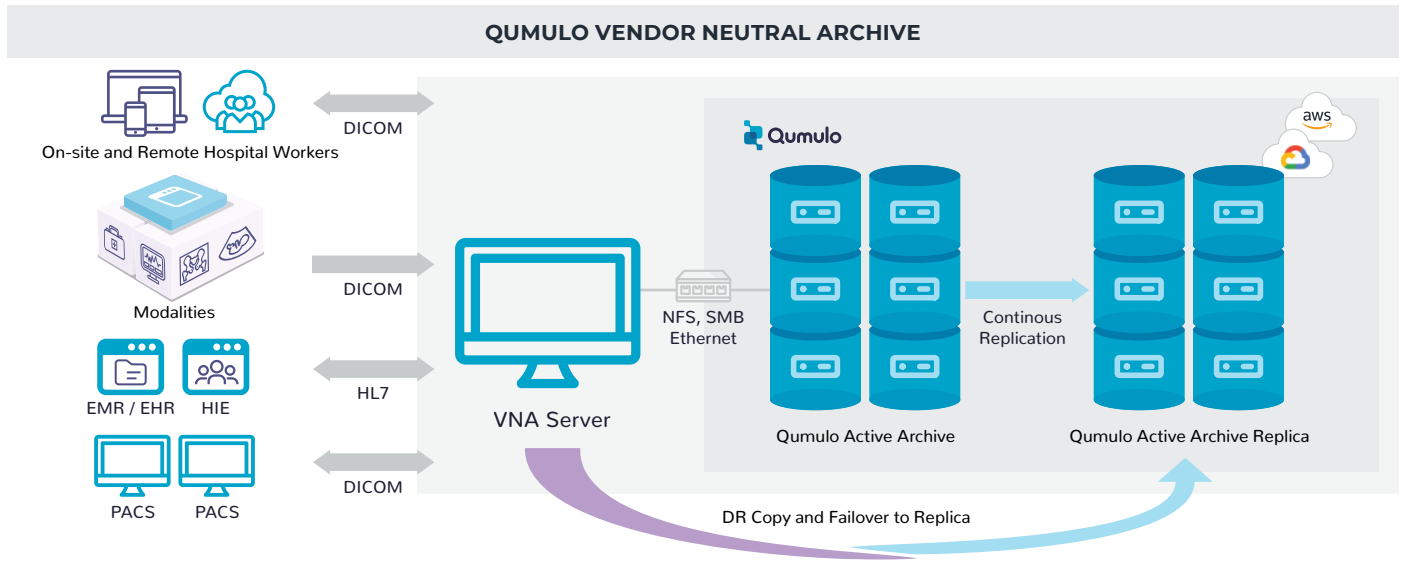 QUMULO VENDOR NEUTRAL ARCHIVE
On-site and Remote Hospital Workers
DICOM
Modalities
DICOM
EMR / EHR
HIE
HL7
PACS
PACS
DICOM
VNA Server
NFS, SMB
Ethernet
Qumulo
Qumulo Active Archive
Continous
Replication
aws
Qumulo Active Archive Replica
DR Copy and Failover to Replica